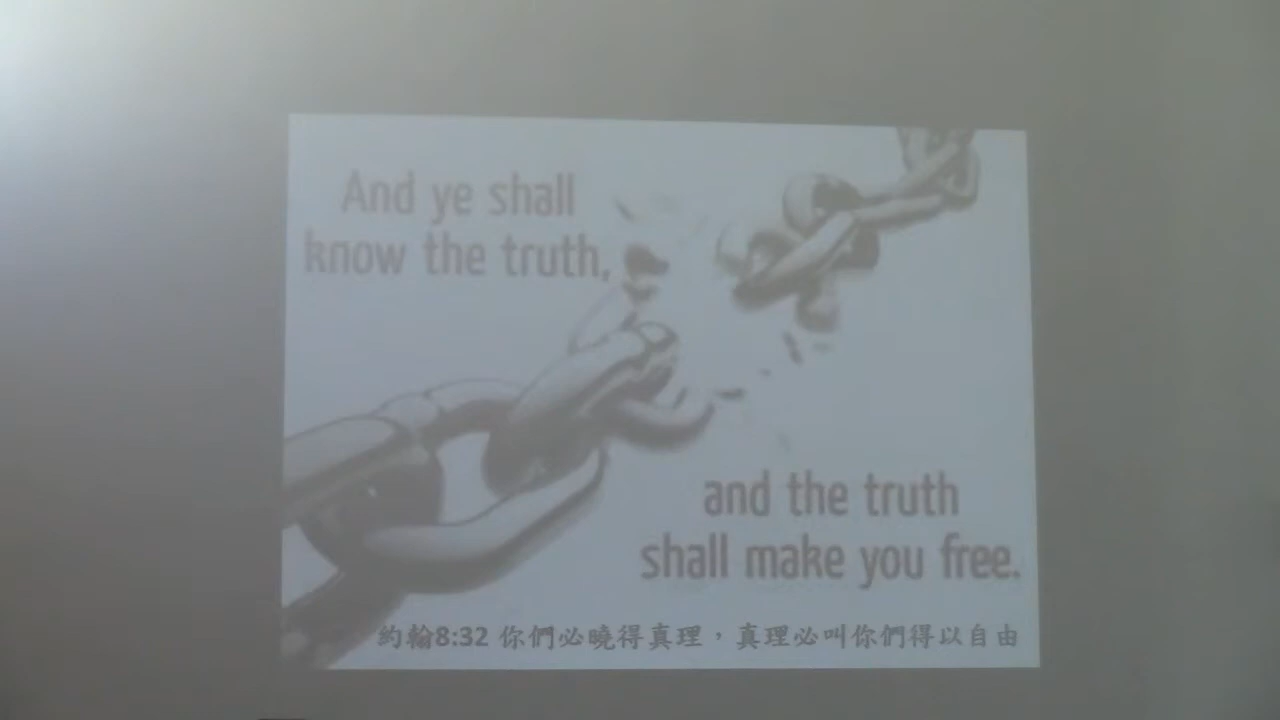 And ye shall
know the truth,
and the truth
shall make you free.
約翰8:32 你們必曉得真理，真理必叫你們得以自由